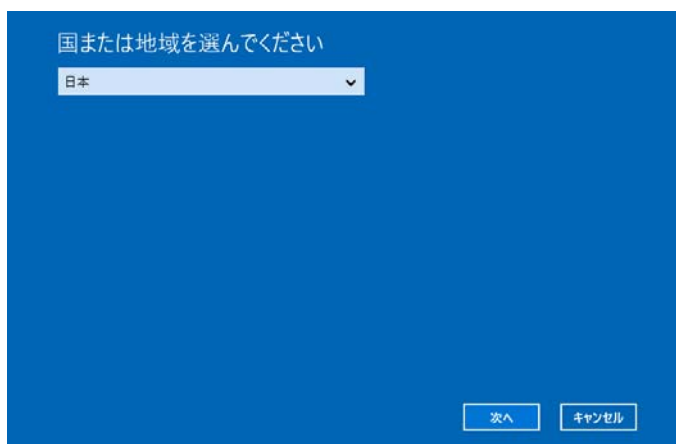 国または地域を選んでください
日本
次へ
キャンセル